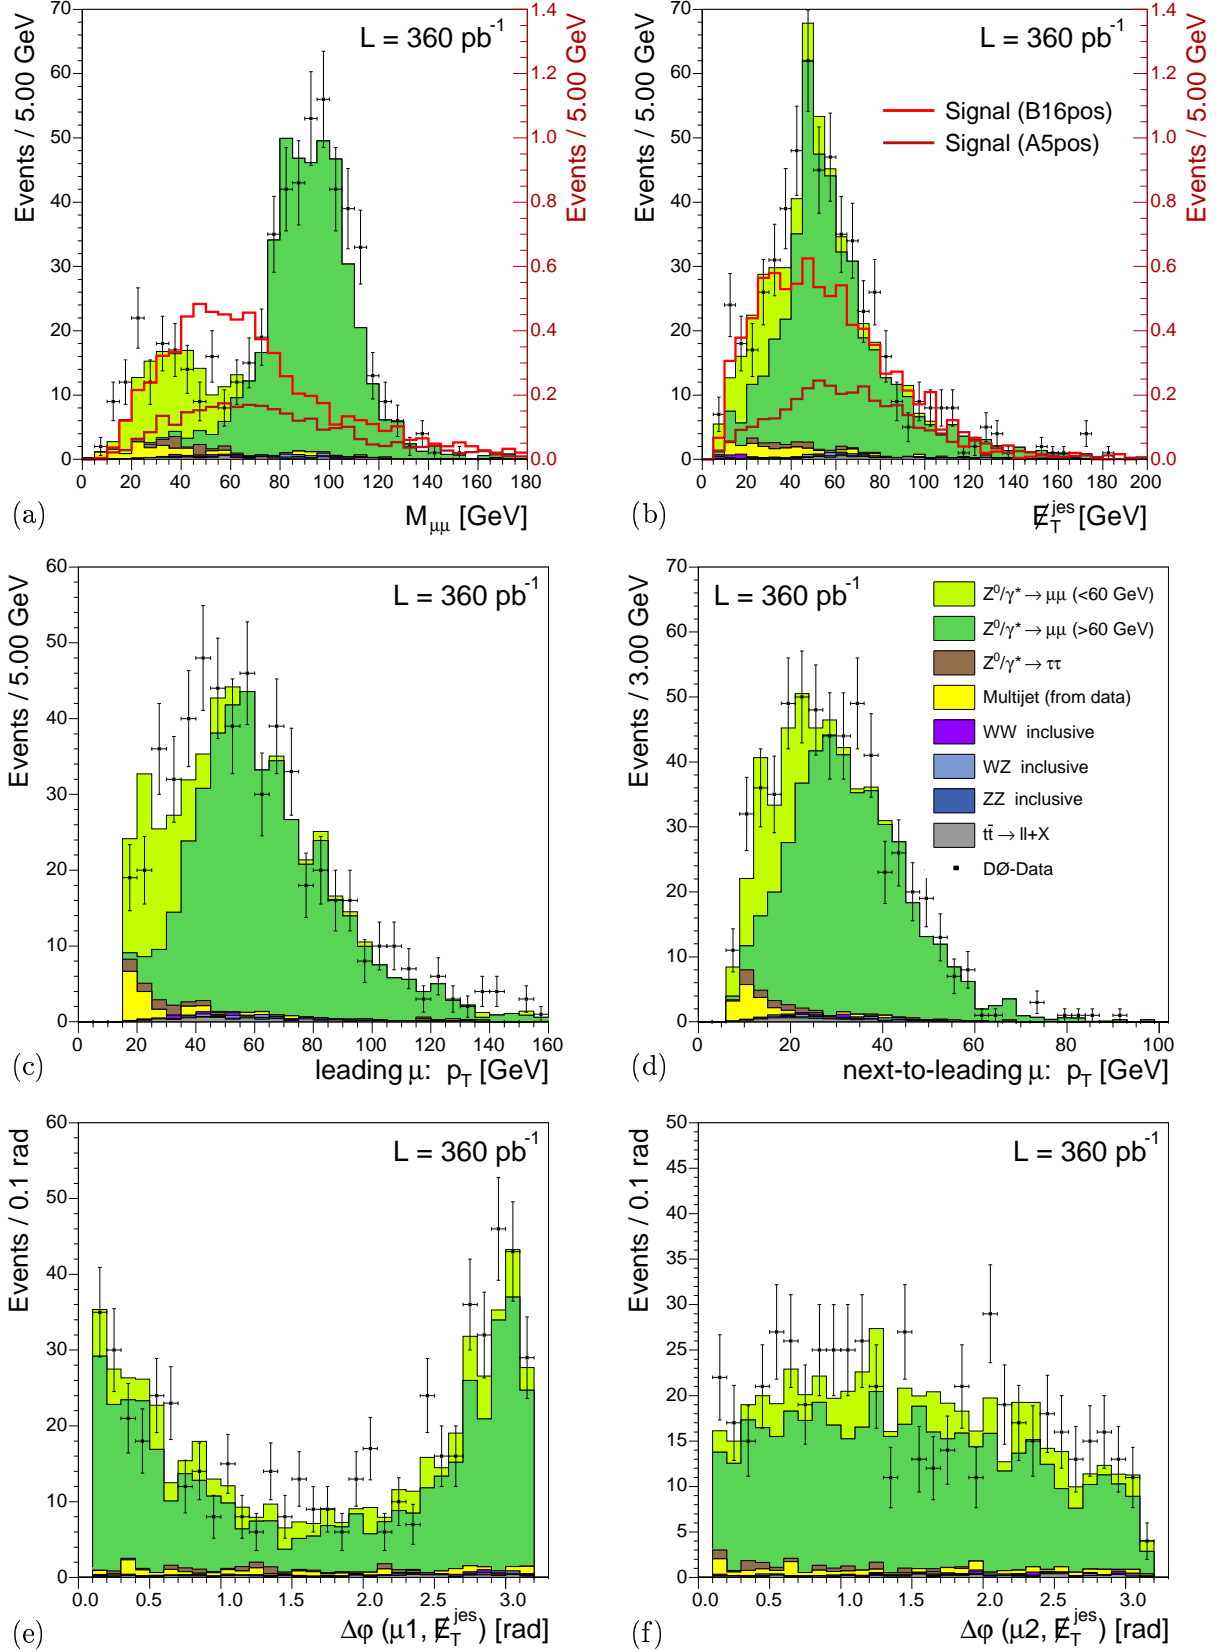 L = 360 pb-1
Events / 5.00 GeV
70
60
50
40
30
20
10
0
1.4
1.2
1.0
0.8
0.6
0.4
0.2
0.0
Events / 5.00 GeV
0 20 40 60 80 100 120 140 160 180
(a) Mμμ [GeV]
L = 360 pb-1
Events / 5.00 GeV
70
60
50
40
30
20
10
0
Signal (B16pos)
Signal (A5pos)
1.4
1.2
1.0
0.8
0.6
0.4
0.2
0.0
Events / 5.00 GeV
0 20 40 60 80 100 120 140 160 180 200
(b) E̸Tjes [GeV]
L = 360 pb-1
Events / 5.00 GeV
60
50
40
30
20
10
0
0 20 40 60 80 100 120 140 160
(c) leading μ: pT [GeV]
L = 360 pb-1
Events / 3.00 GeV
70
60
50
40
30
20
10
0
Z0/γ* → μμ (<60 GeV)
Z0/γ* → μμ (>60 GeV)
Z0/γ* → ττ
Multijet (from data)
WW inclusive
WZ inclusive
ZZ inclusive
tt̄ → ll+X
DØ-Data
0 20 40 60 80 100
(d) next-to-leading μ: pT [GeV]
L = 360 pb-1
Events / 0.1 rad
60
50
40
30
20
10
0
0.0 0.5 1.0 1.5 2.0 2.5 3.0
(e) Δφ (μ1, E̸Tjes) [rad]
L = 360 pb-1
Events / 0.1 rad
50
45
40
35
30
25
20
15
10
5
0
0.0 0.5 1.0 1.5 2.0 2.5 3.0
(f) Δφ (μ2, E̸Tjes) [rad]